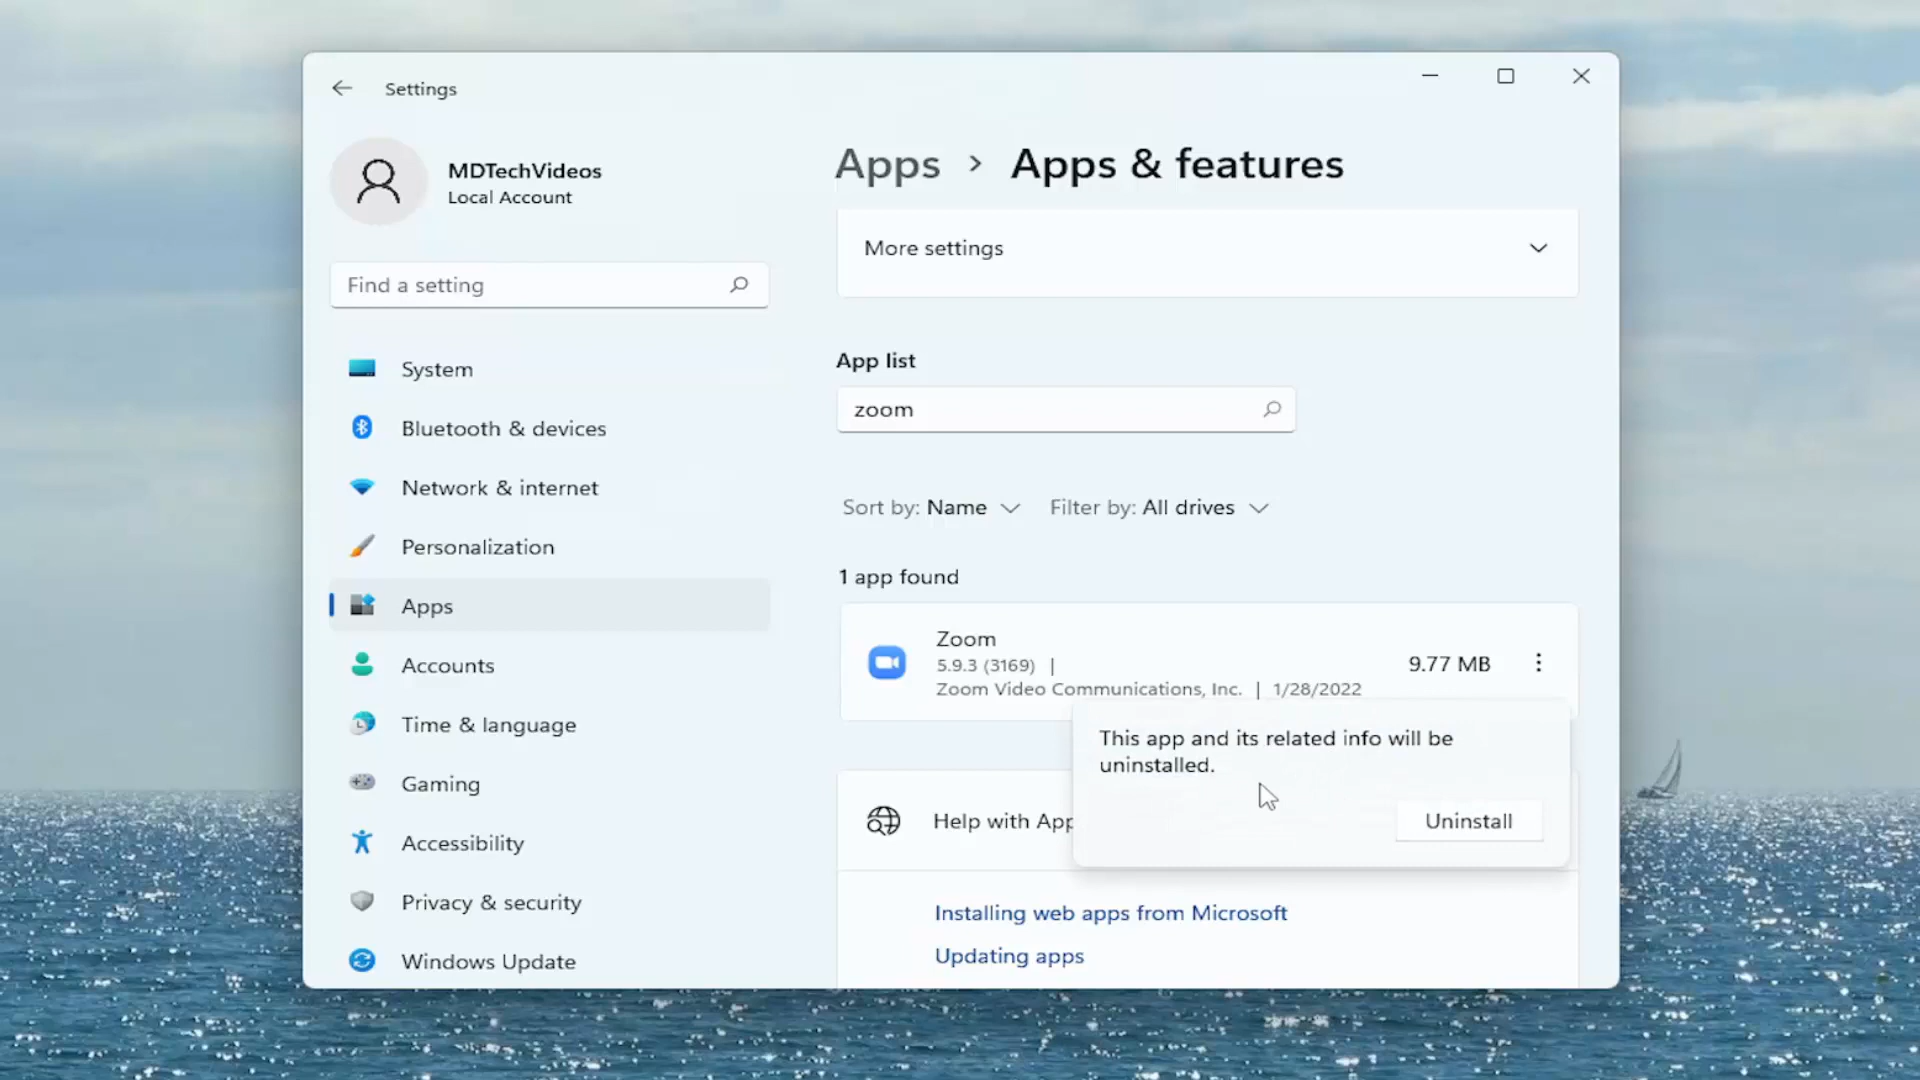 Settings
MDTechVideos
Local Account
Find a setting
System
Bluetooth & devices
Network & internet
Personalization
Apps
Accounts
Time & language
Gaming
Accessibility
Privacy & security
Windows Update
Apps > Apps & features
More settings
App list
zoom
Sort by: Name Filter by: All drives
1 app found
Zoom
5.9.3 (3169) |
Zoom Video Communications, Inc. | 1/28/2022
9.77 MB
This app and its related info will be
uninstalled.
Uninstall
Help with App
Installing web apps from Microsoft
Updating apps